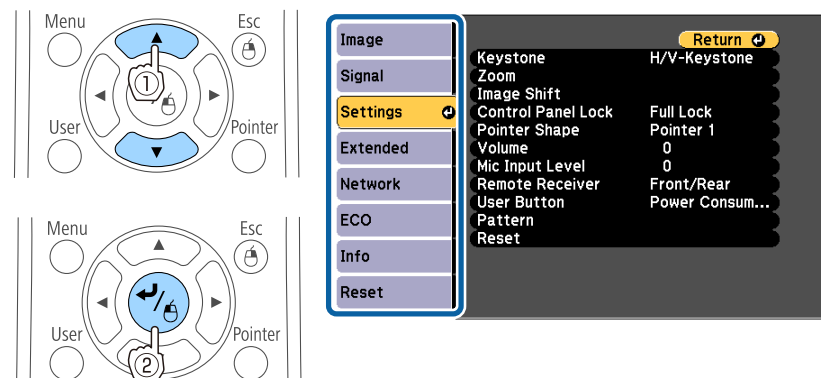 Menu
Esc
1
User
Pointer
Menu
Esc
User
Pointer
2
Image
Signal
Settings
Extended
Network
ECO
Info
Reset
Return
Keystone H/V-Keystone
Zoom
Image Shift
Control Panel Lock Full Lock
Pointer Shape Pointer 1
Volume 0
Mic Input Level 0
Remote Receiver Front/Rear
User Button Power Consum...
Pattern
Reset